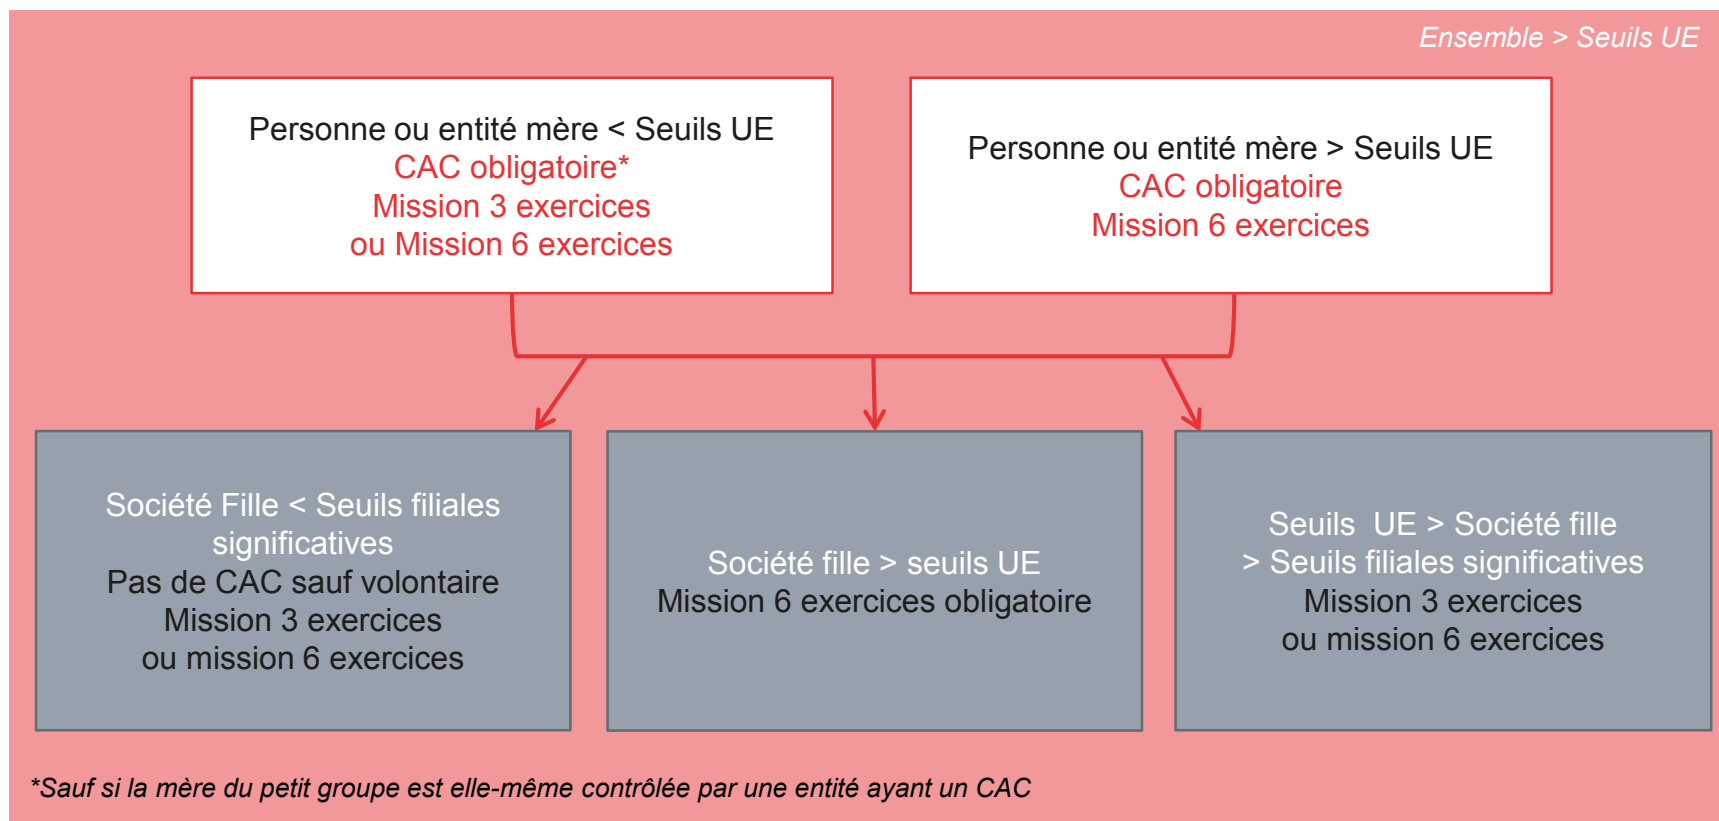 Ensemble > Seuils UE
Personne ou entité mère < Seuils UE
CAC obligatoire*
Mission 3 exercices
ou Mission 6 exercices
Personne ou entité mère > Seuils UE
CAC obligatoire
Mission 6 exercices
Société Fille < Seuils filiales
significatives
Pas de CAC sauf volontaire
Mission 3 exercices
ou mission 6 exercices
Société fille > seuils UE
Mission 6 exercices obligatoire
Seuils  UE > Société fille
> Seuils filiales significatives
Mission 3 exercices
ou mission 6 exercices
*Sauf si la mère du petit groupe est elle-même contrôlée par une entité ayant un CAC